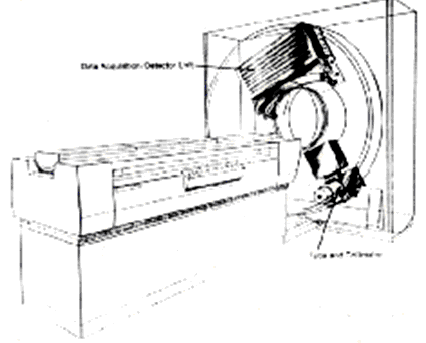 Data Acquisition Detector Unit
Tube and Collimator